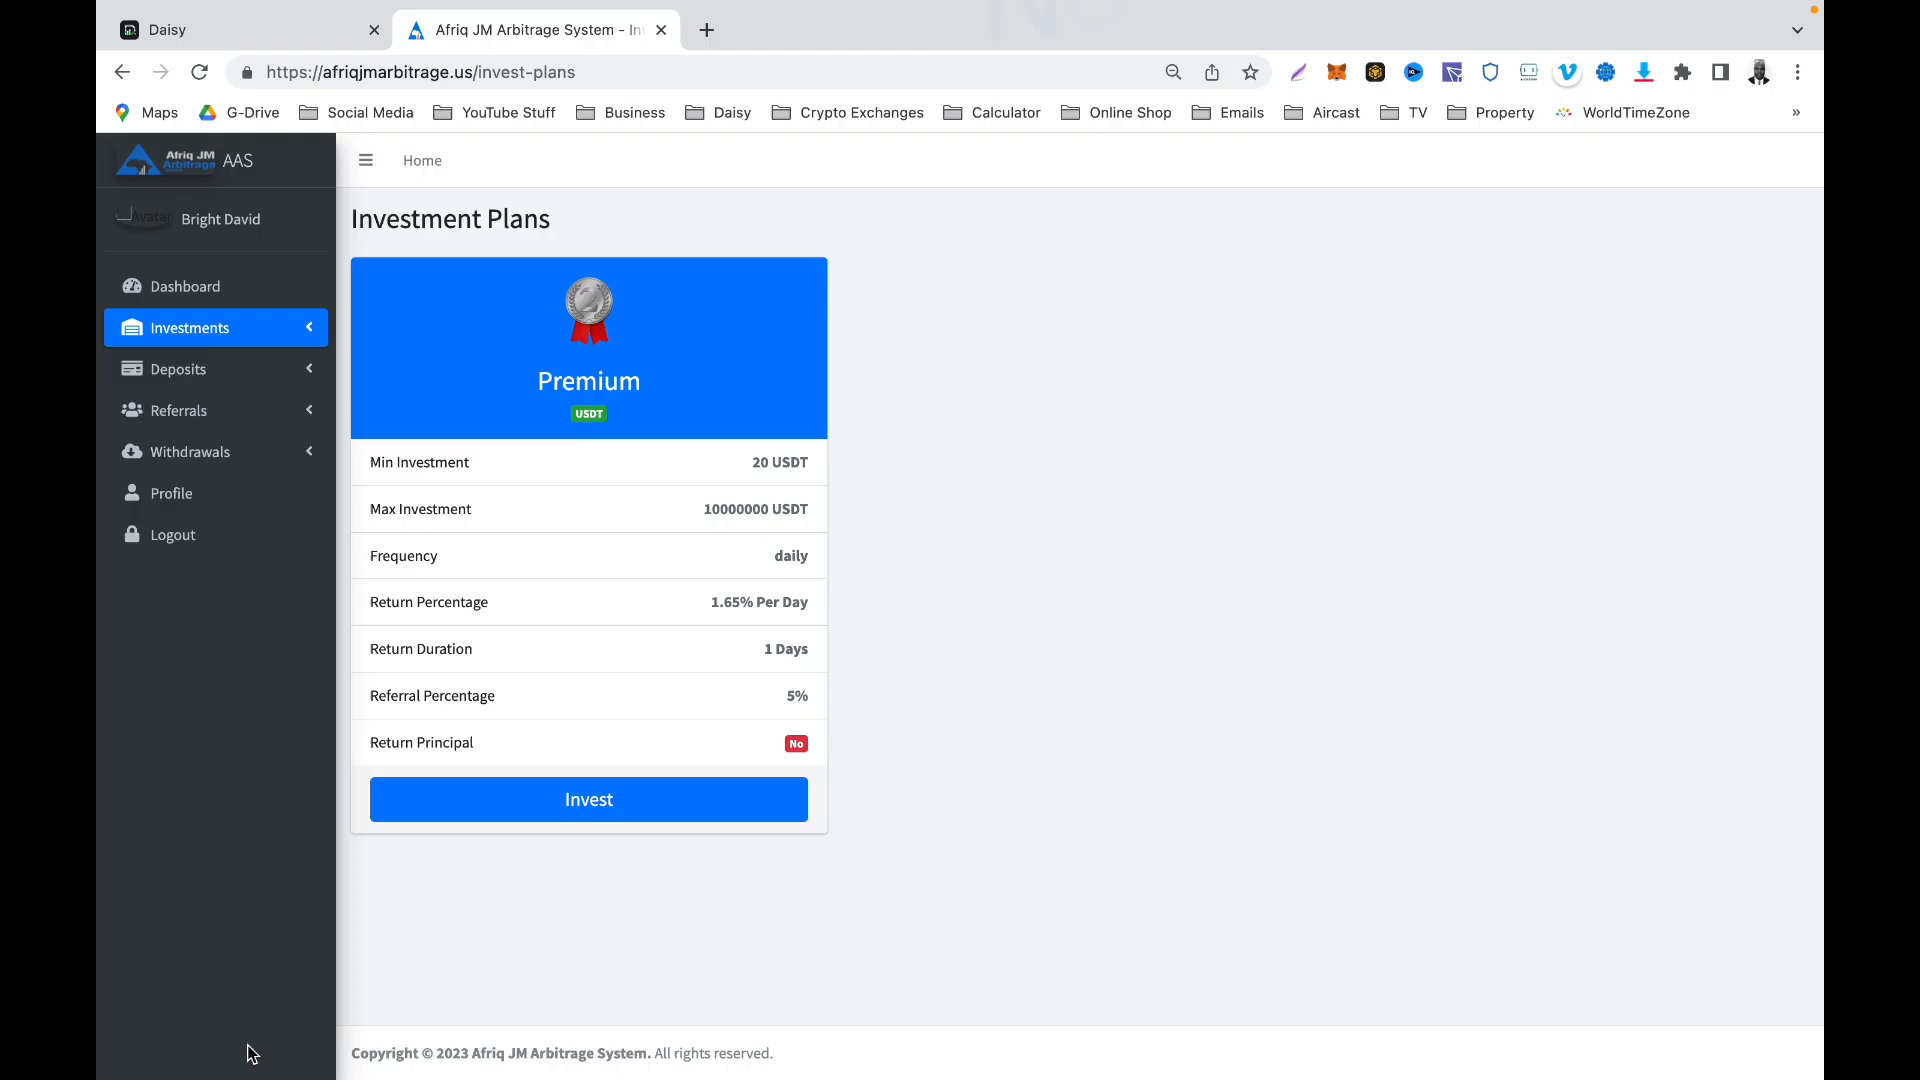 Daisy
Afriq JM Arbitrage System - In
https://afriqjmarbitrage.us/invest-plans
Maps G-Drive Social Media YouTube Stuff Business Daisy Crypto Exchanges Calculator Online Shop Emails Aircast TV Property WorldTimeZone »
Afriq JM
Arbitrage
AAS
Home
Avatar
Bright David
Dashboard
Investments
Deposits
Referrals
Withdrawals
Profile
Logout
Investment Plans
Premium
USDT
Min Investment 20 USDT
Max Investment 10000000 USDT
Frequency daily
Return Percentage 1.65% Per Day
Return Duration 1 Days
Referral Percentage 5%
Return Principal No
Invest
Copyright © 2023 Afriq JM Arbitrage System. All rights reserved.